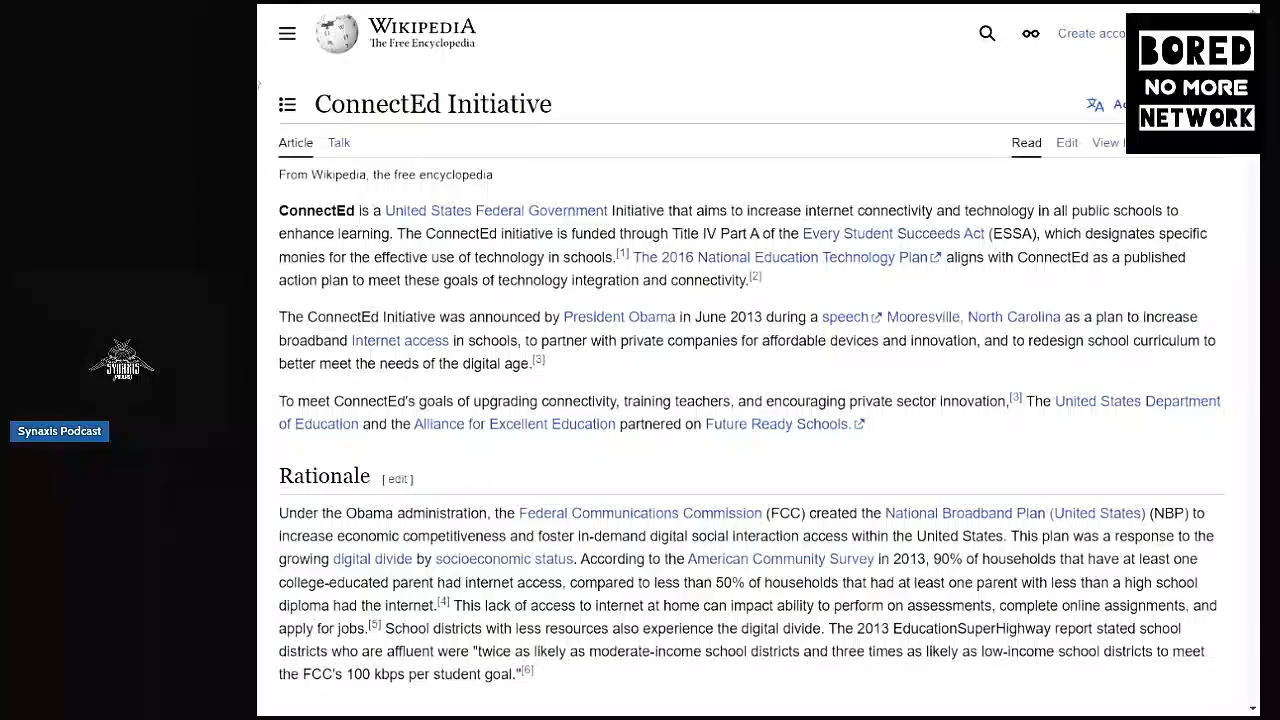 WIKIPEDIA
The Free Encyclopedia
Create acco
BORED
NO MORE
NETWORK
ConnectEd Initiative
Article Talk
Read Edit View
From Wikipedia, the free encyclopedia
ConnectEd is a United States Federal Government Initiative that aims to increase internet connectivity and technology in all public schools to
enhance learning. The ConnectEd initiative is funded through Title IV Part A of the Every Student Succeeds Act (ESSA), which designates specific
monies for the effective use of technology in schools.[1] The 2016 National Education Technology Plan aligns with ConnectEd as a published
action plan to meet these goals of technology integration and connectivity.[2]
The ConnectEd Initiative was announced by President Obama in June 2013 during a speech Mooresville, North Carolina as a plan to increase
broadband Internet access in schools, to partner with private companies for affordable devices and innovation, and to redesign school curriculum to
better meet the needs of the digital age.[3]
To meet ConnectEd's goals of upgrading connectivity, training teachers, and encouraging private sector innovation,[3] The United States Department
of Education and the Alliance for Excellent Education partnered on Future Ready Schools.
Rationale [ edit ]
Under the Obama administration, the Federal Communications Commission (FCC) created the National Broadband Plan (United States) (NBP) to
increase economic competitiveness and foster in-demand digital social interaction access within the United States. This plan was a response to the
growing digital divide by socioeconomic status. According to the American Community Survey in 2013, 90% of households that have at least one
college-educated parent had internet access, compared to less than 50% of households that had at least one parent with less than a high school
diploma had the internet.[4] This lack of access to internet at home can impact ability to perform on assessments, complete online assignments, and
apply for jobs.[5] School districts with less resources also experience the digital divide. The 2013 EducationSuperHighway report stated school
districts who are affluent were "twice as likely as moderate-income school districts and three times as likely as low-income school districts to meet
the FCC's 100 kbps per student goal."[6]
SYNAXIS
Synaxis Podcast